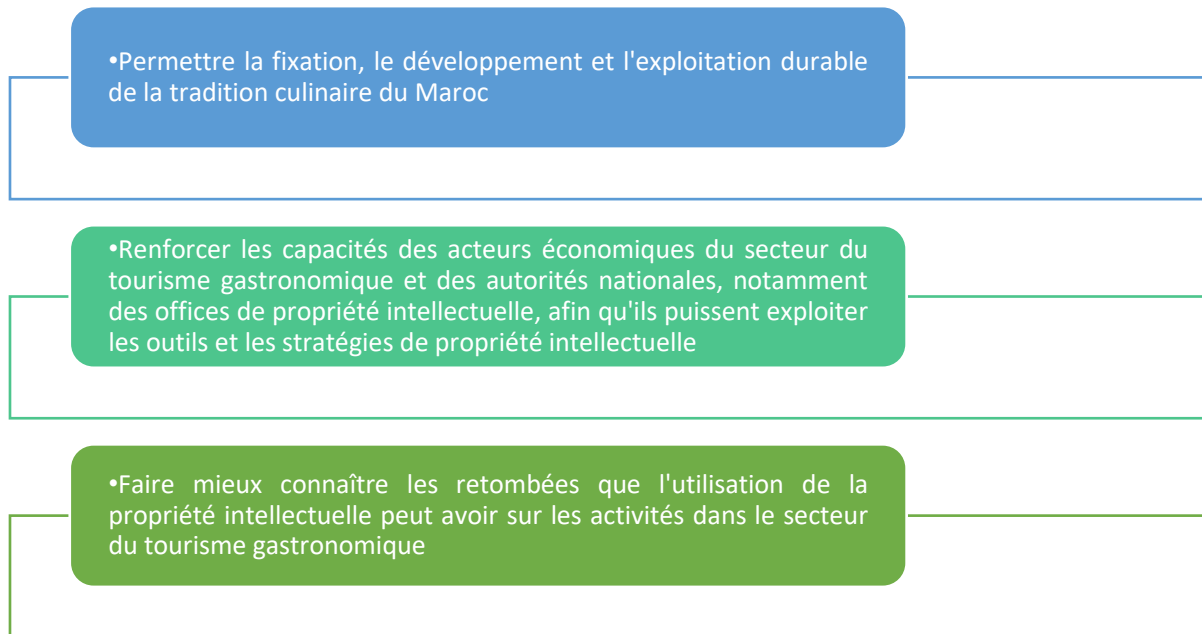 •Permettre la fixation, le développement et l'exploitation durable
de la tradition culinaire du Maroc
•Renforcer les capacités des acteurs économiques du secteur du
tourisme gastronomique et des autorités nationales, notamment
des offices de propriété intellectuelle, afin qu'ils puissent exploiter
les outils et les stratégies de propriété intellectuelle
•Faire mieux connaître les retombées que l'utilisation de la
propriété intellectuelle peut avoir sur les activités dans le secteur
du tourisme gastronomique